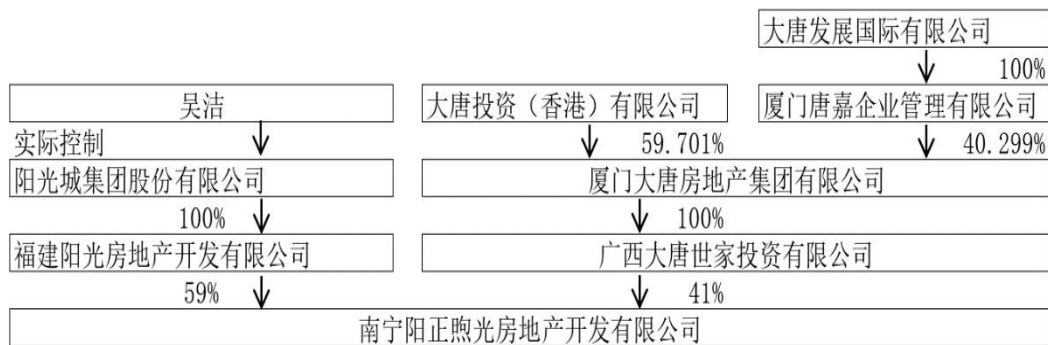 大唐发展国际有限公司
100%
吴洁
大唐投资（香港）有限公司
厦门唐嘉企业管理有限公司
实际控制
59.701%
40.299%
阳光城集团股份有限公司
厦门大唐房地产集团有限公司
100%
100%
福建阳光房地产开发有限公司
广西大唐世家投资有限公司
59%
41%
南宁阳正煦光房地产开发有限公司